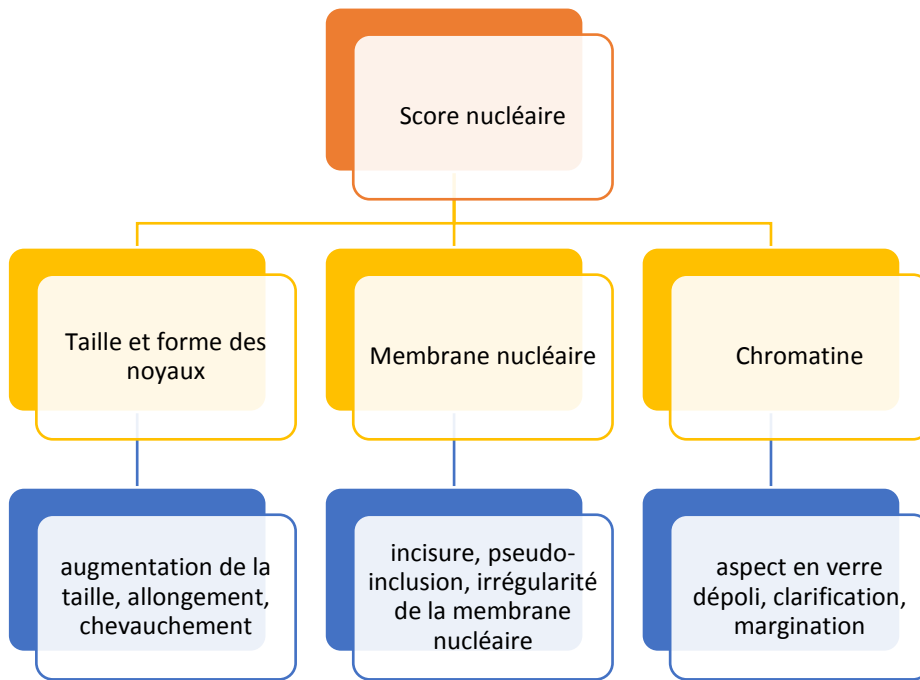 Score nucléaire
Taille et forme des
noyaux
Membrane nucléaire
Chromatine
augmentation de la
taille, allongement,
chevauchement
incisure, pseudo-
inclusion, irrégularité
de la membrane
nucléaire
aspect en verre
dépoli, clarification,
margination